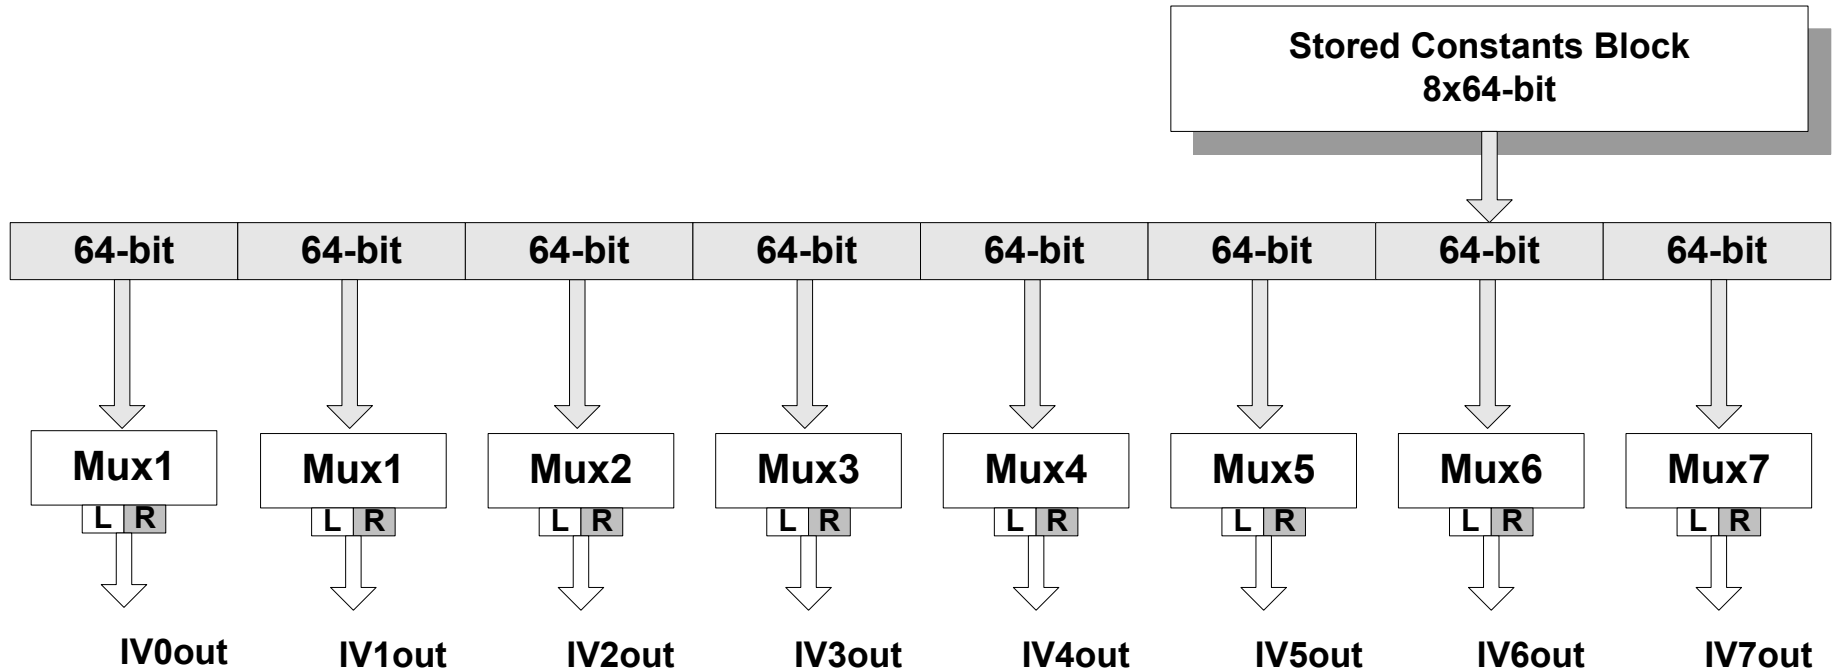 Stored Constants Block
8x64-bit
64-bit 64-bit 64-bit 64-bit 64-bit 64-bit 64-bit 64-bit
Mux1 Mux1 Mux2 Mux3 Mux4 Mux5 Mux6 Mux7
L R L R L R L R L R L R L R L R
IV0out IV1out IV2out IV3out IV4out IV5out IV6out IV7out